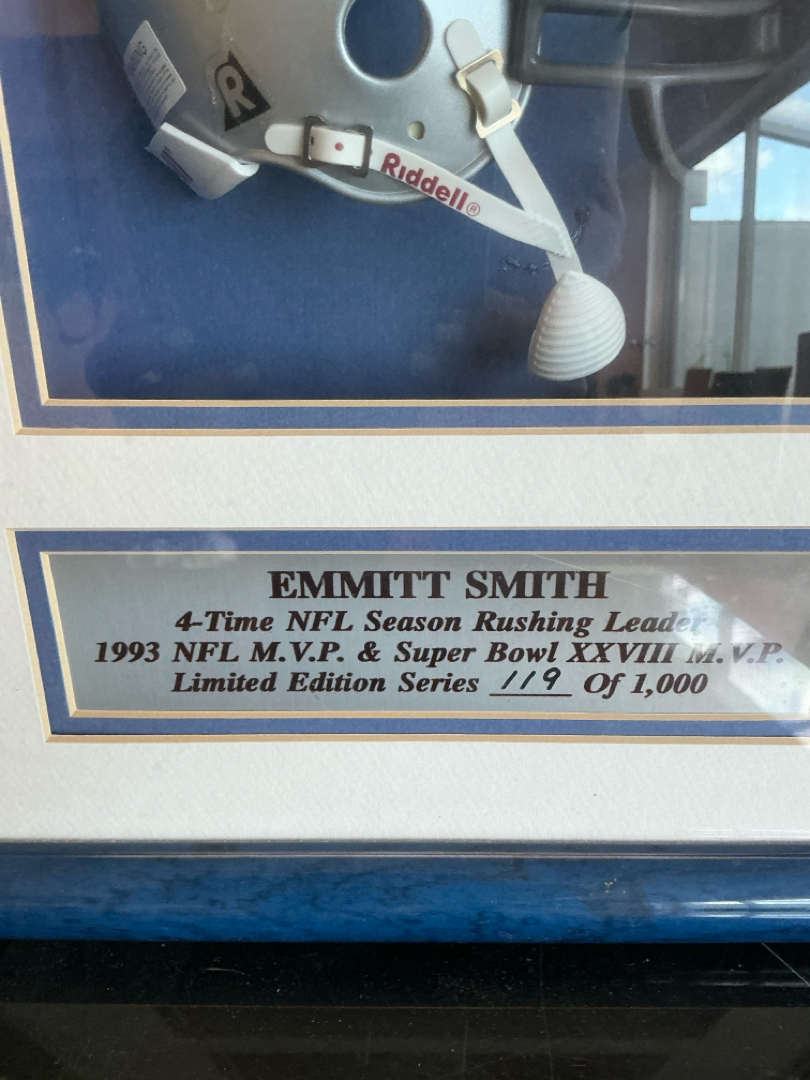 R
Riddell®
EMMITT SMITH
4-Time NFL Season Rushing Leader
1993 NFL M.V.P. & Super Bowl XXVIII M.V.P.
Limited Edition Series 119 Of 1,000